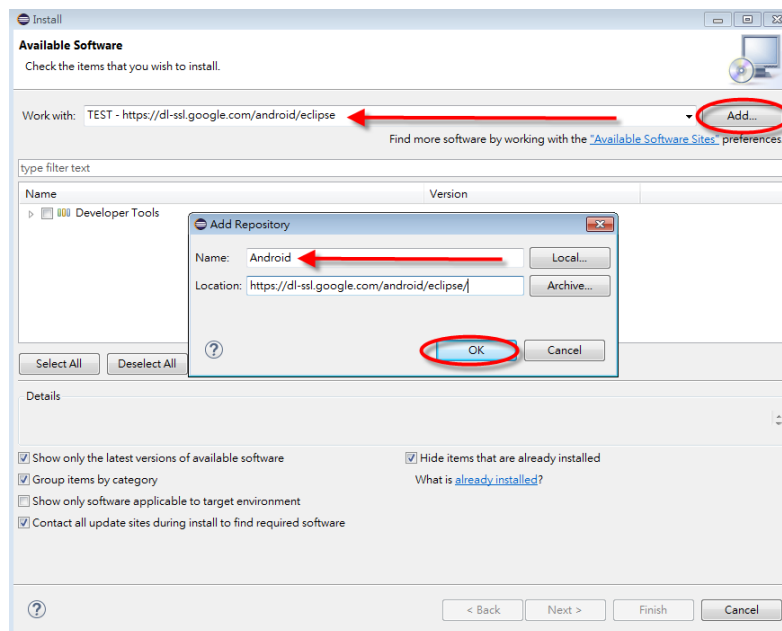 Install
Available Software
Check the items that you wish to install.
Work with: TEST - https://dl-ssl.google.com/android/eclipse Add...
Find more software by working with the "Available Software Sites" preferences
type filter text
Name Version
Developer Tools
Add Repository
Name: Android Local...
Location: https://dl-ssl.google.com/android/eclipse/ Archive...
OK Cancel
Select All Deselect All
Details
Show only the latest versions of available software Hide items that are already installed
Group items by category What is already installed?
Show only software applicable to target environment
Contact all update sites during install to find required software
< Back Next > Finish Cancel